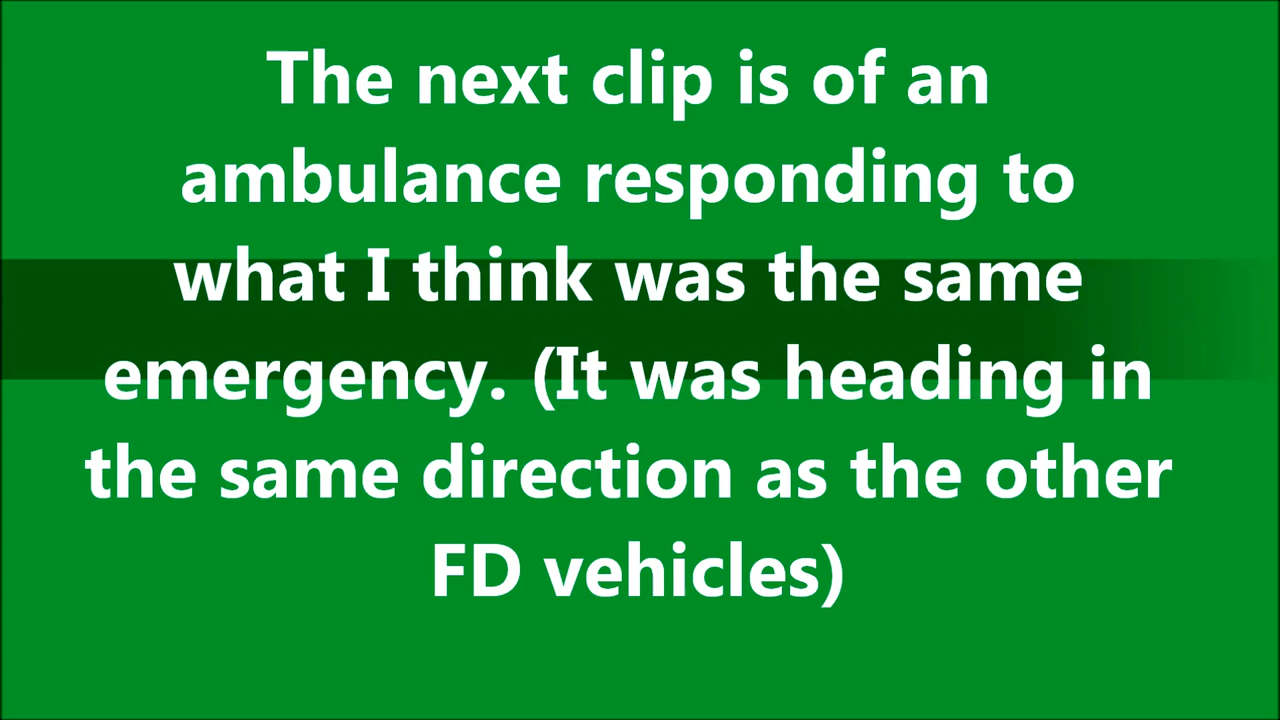 The next clip is of an
ambulance responding to
what I think was the same
emergency. (It was heading in
the same direction as the other
FD vehicles)